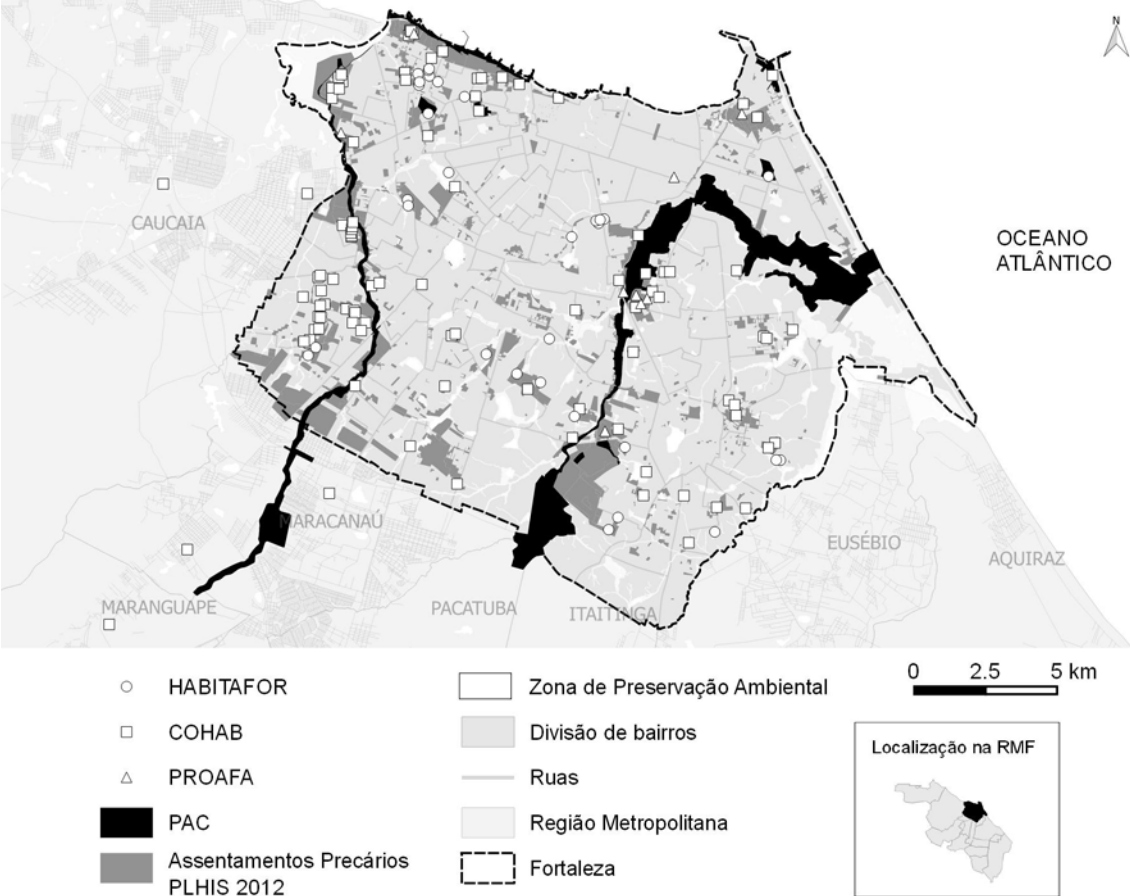 N
CAUCAIA
OCEANO
ATLÂNTICO
MARACANAÚ
EUSÉBIO
AQUIRAZ
MARANGUAPE
PACATUBA
ITAITINGA
HABITAFOR
COHAB
PROAFA
PAC
Assentamentos Precários
PLHIS 2012
Zona de Preservação Ambiental
Divisão de bairros
Ruas
Região Metropolitana
Fortaleza
0 2.5 5 km
Localização na RMF